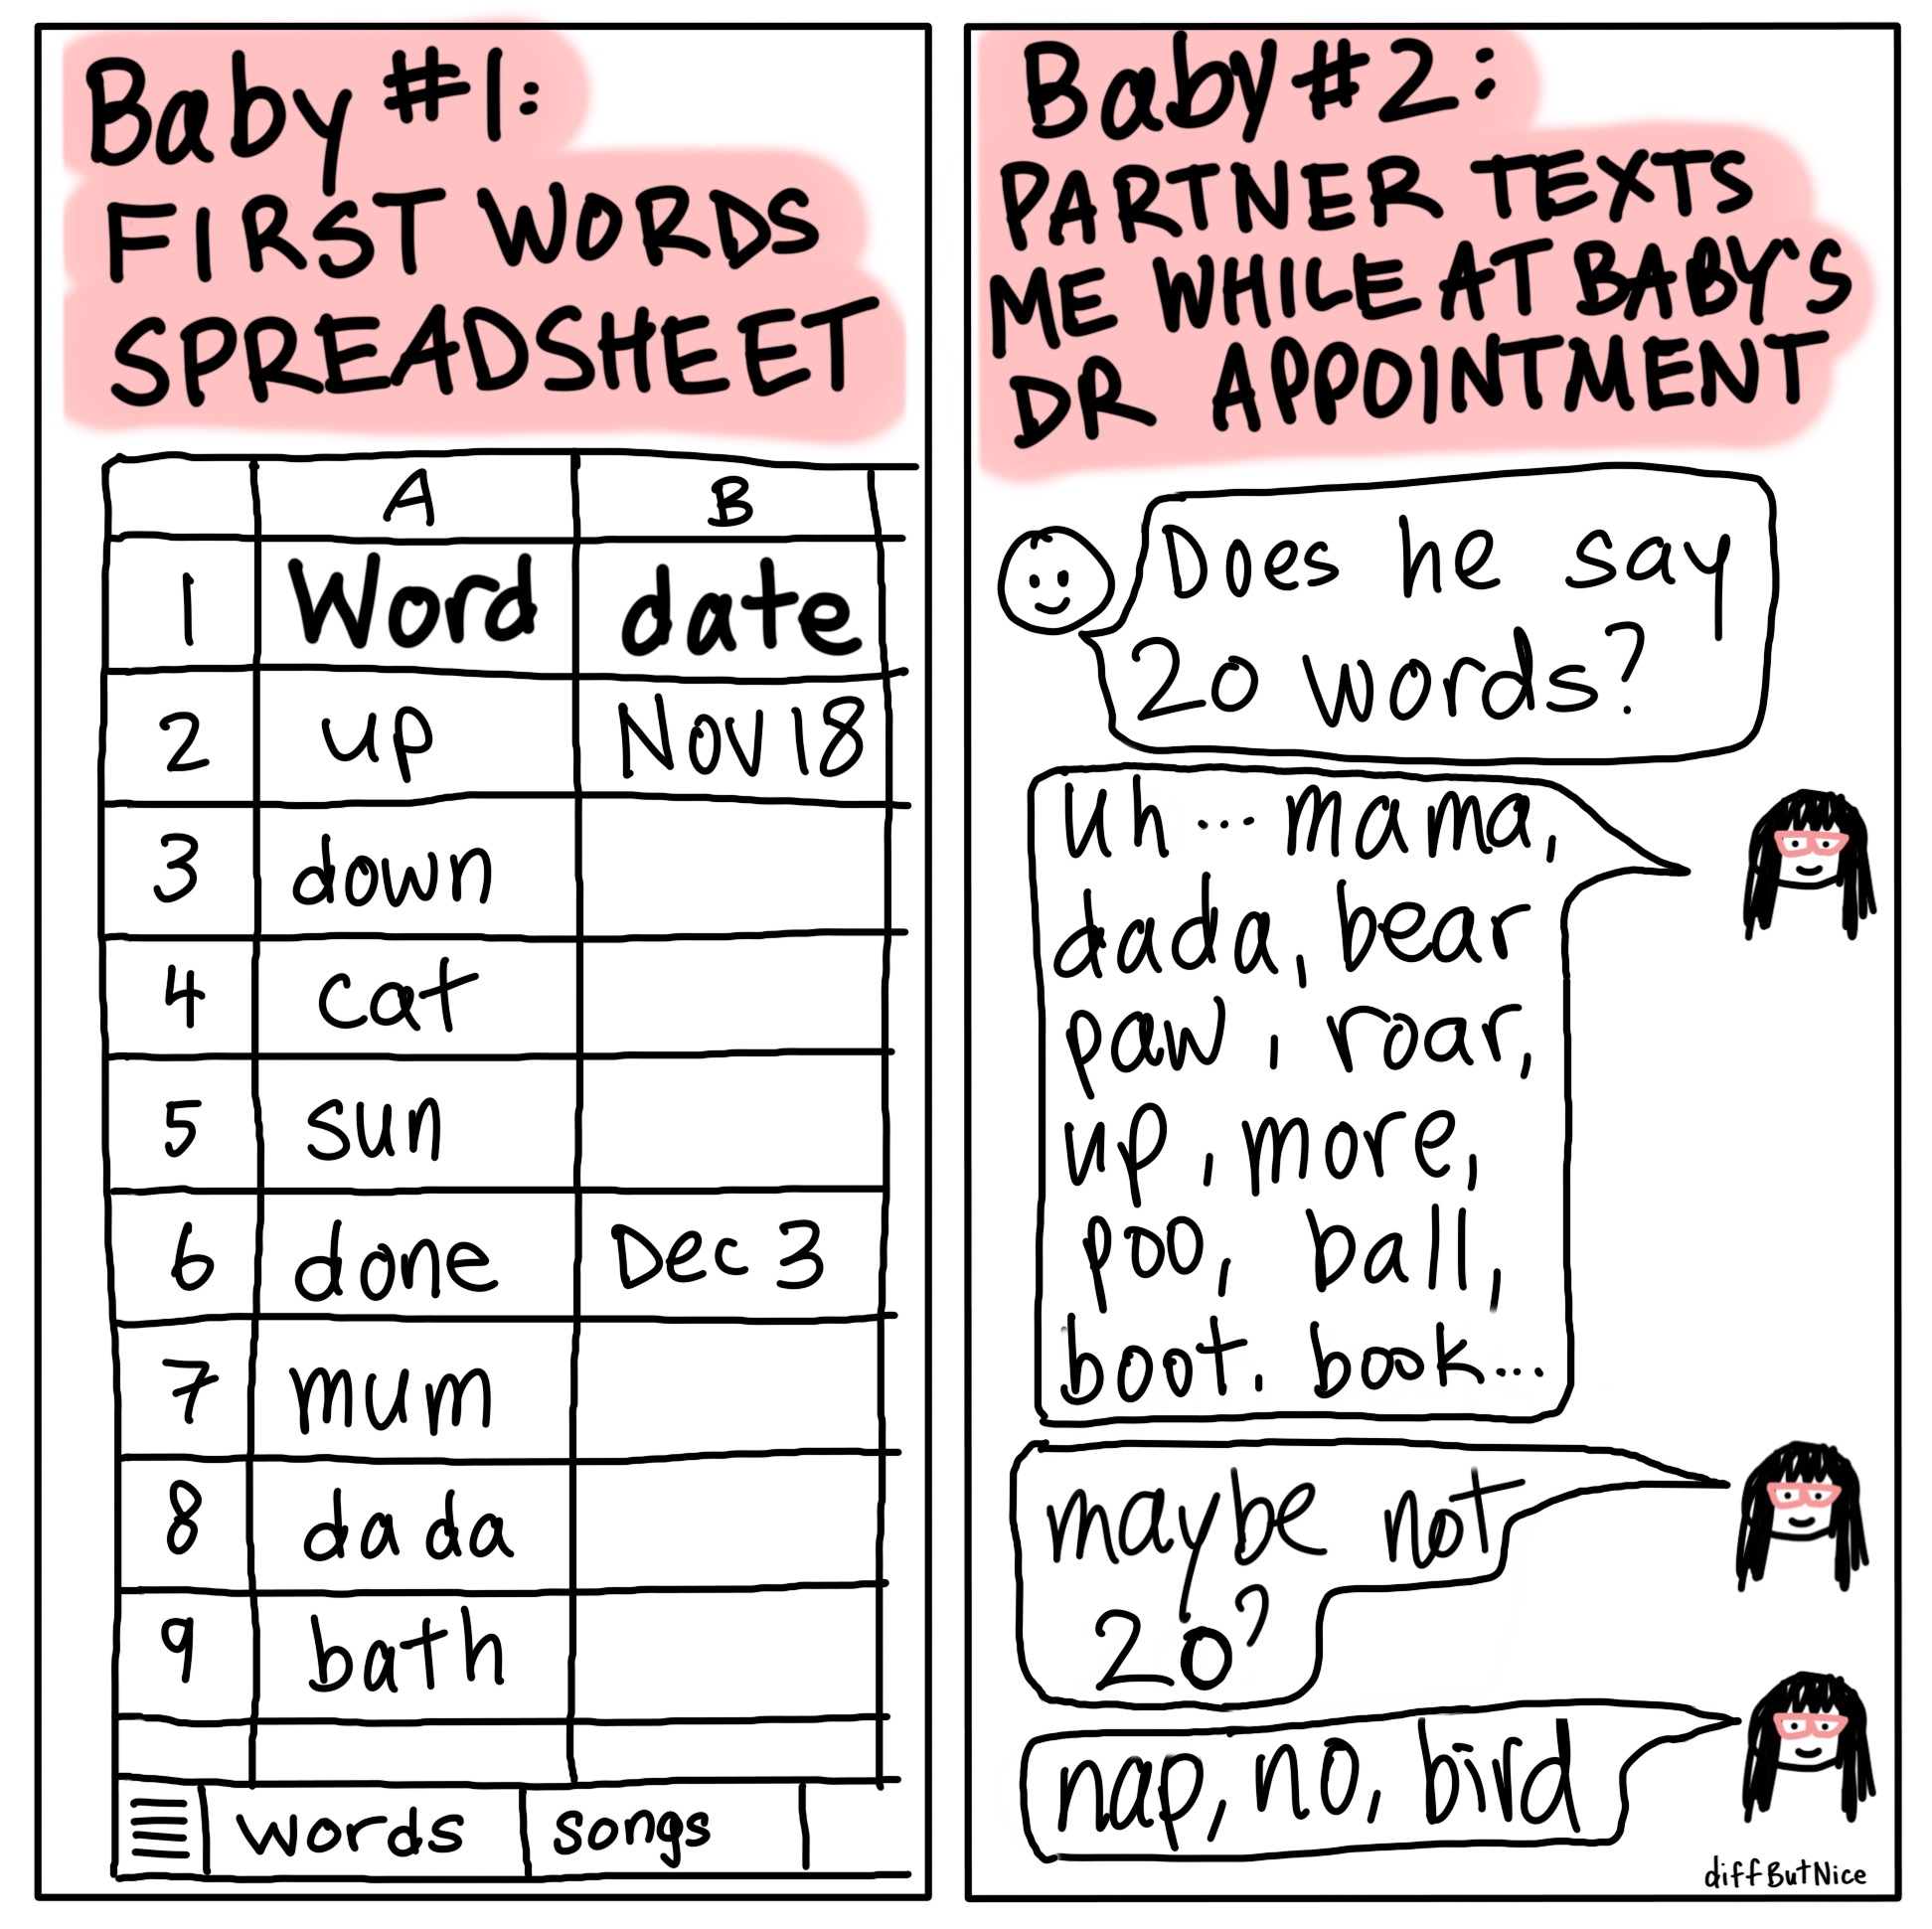 Baby #1:
FIRST WORDS
SPREADSHEET
A B
1 Word date
2 up Nov 18
3 down
4 cat
5 sun
6 done Dec 3
7 mum
8 dada
9 bath
words songs
Baby #2:
PARTNER TEXTS
ME WHILE AT BABY'S
DR APPOINTMENT
Does he say
20 words?
Uh... mama,
dada, bear
paw, roar,
up, more,
poo, ball,
boot. book...
maybe not
20?
nap, no, bird
diffButNice